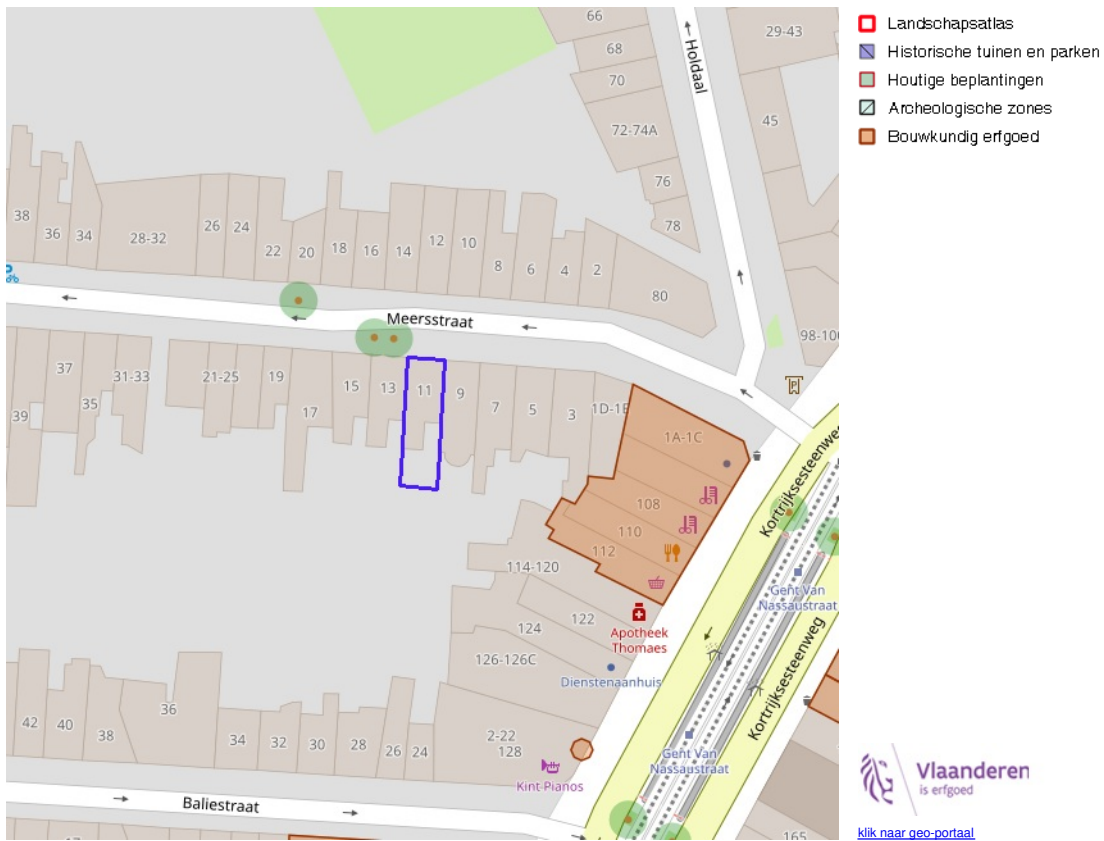 66
29-43
68
70
Holdaal
72-74A
45
76
78
38
36
34
28-32
26
24
22
20
18
16
14
12
10
8
6
4
2
80
Meersstraat
98-100
39
37
35
31-33
21-25
19
17
15
13
11
9
7
5
3
1A-1C
108
110
112
Kortrijksesteenweg
Gent Van
Nassaustraat
114-120
122
124
126-126C
Apotheek
Thomaes
Dienstenaanhuis
Kortrijksesteenweg
42
40
38
36
34
32
30
28
26
24
2-22
128
Gent Van
Nassaustraat
Kint Pianos
Baliestraat
165
Landschapsatlas
Historische tuinen en parken
Houtige beplantingen
Archeologische zones
Bouwkundig erfgoed
Vlaanderen
is erfgoed
klik naar geo-portaal